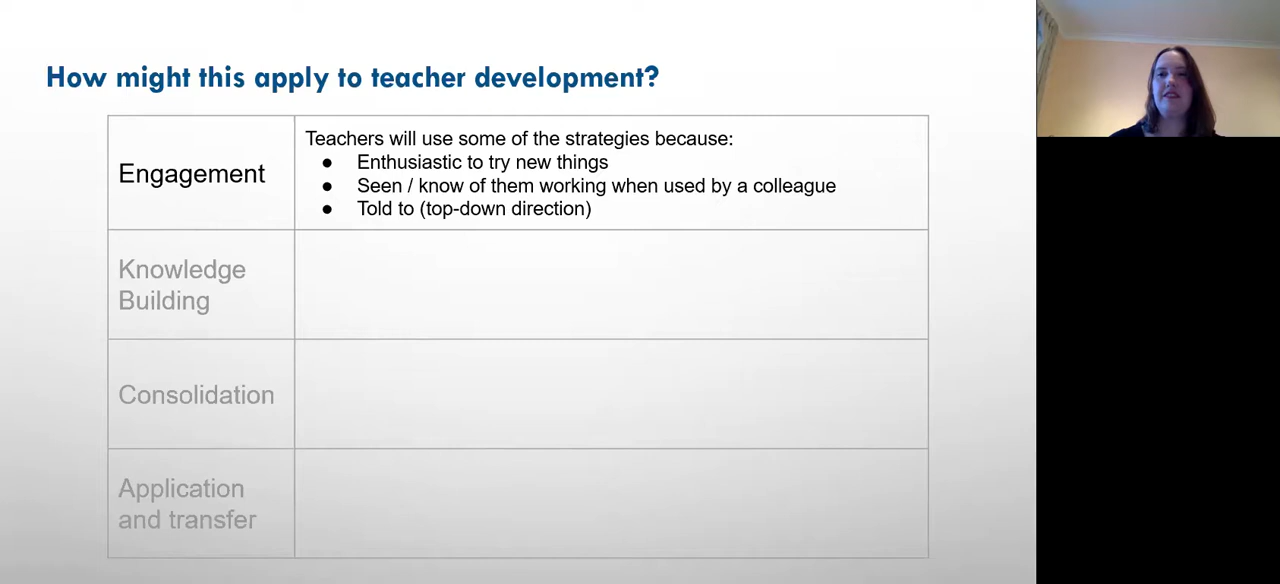 How might this apply to teacher development?
Engagement
Teachers will use some of the strategies because:
● Enthusiastic to try new things
● Seen / know of them working when used by a colleague
● Told to (top-down direction)
Knowledge
Building
Consolidation
Application
and transfer